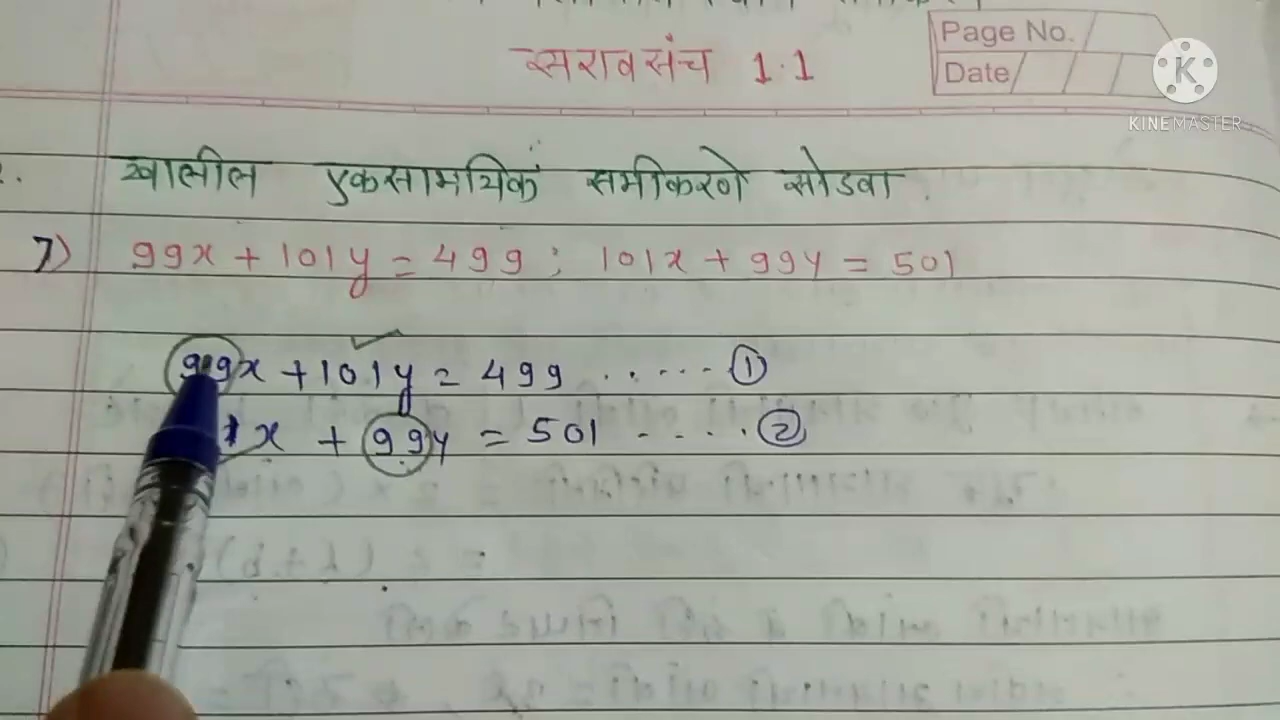 सरावसंच 1.1
Page No.
Date
KINEMASTER
खालील एकसामयिकं समीकरणे सोडवा.
7) 99x + 101y = 499 ; 101x + 99y = 501
99x + 101y = 499 ...... ①
1x + 99y = 501 ..... ②